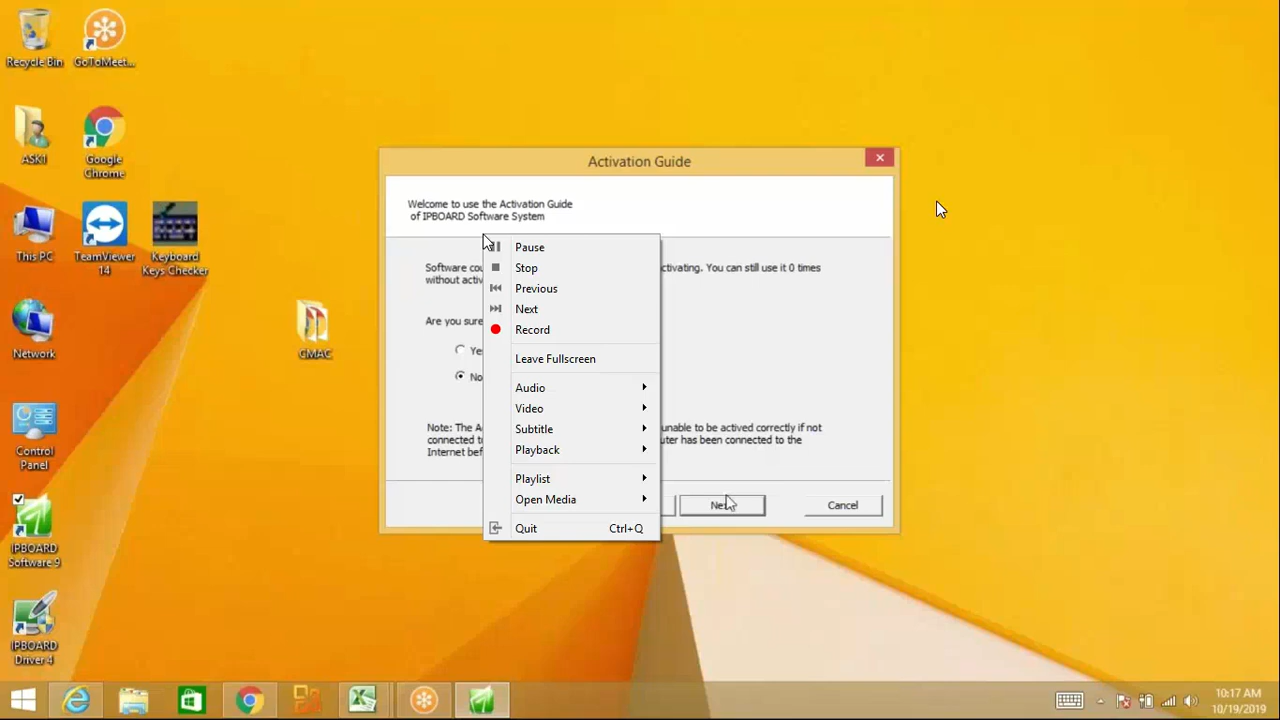 Recycle Bin
GoToMeet...
ASKI
Google
Chrome
This PC
TeamViewer
14
Keyboard
Keys Checker
Network
CMAC
Control
Panel
IPBOARD
Software 9
IPBOARD
Driver 4
Activation Guide
Welcome to use the Activation Guide
of IPBOARD Software System
Software cou
ctivating. You can still use it 0 times
without activ
Are you sure
Ye
No
Note: The A
unable to be actived correctly if not
connected t
uter has been connected to the
Internet bef
Pause
Stop
Previous
Next
Record
Leave Fullscreen
Audio
Video
Subtitle
Playback
Playlist
Open Media
Quit Ctrl+Q
Cancel
10:17 AM
10/19/2019